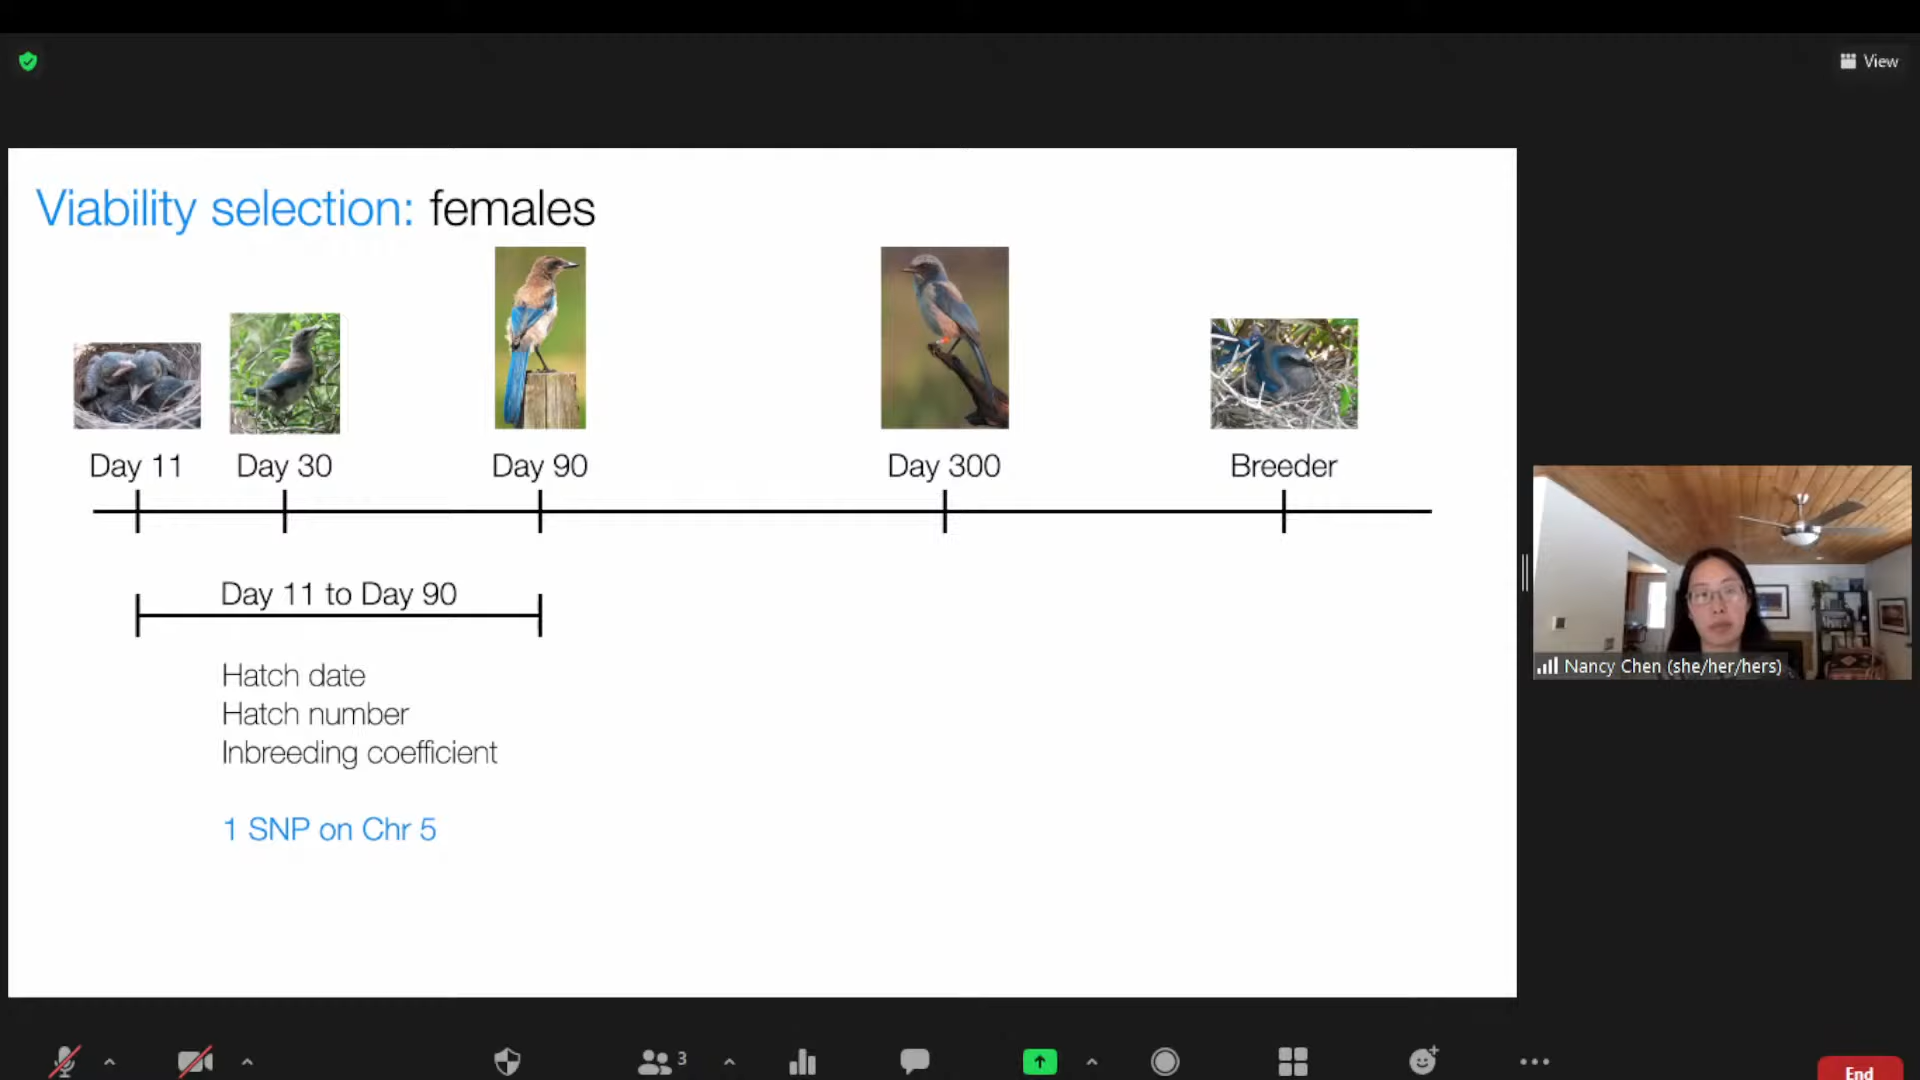 View
Viability selection: females
Day 11
Day 30
Day 90
Day 300
Breeder
Day 11 to Day 90
Hatch date
Hatch number
Inbreeding coefficient
1 SNP on Chr 5
Nancy Chen (she/her/hers)
3
End